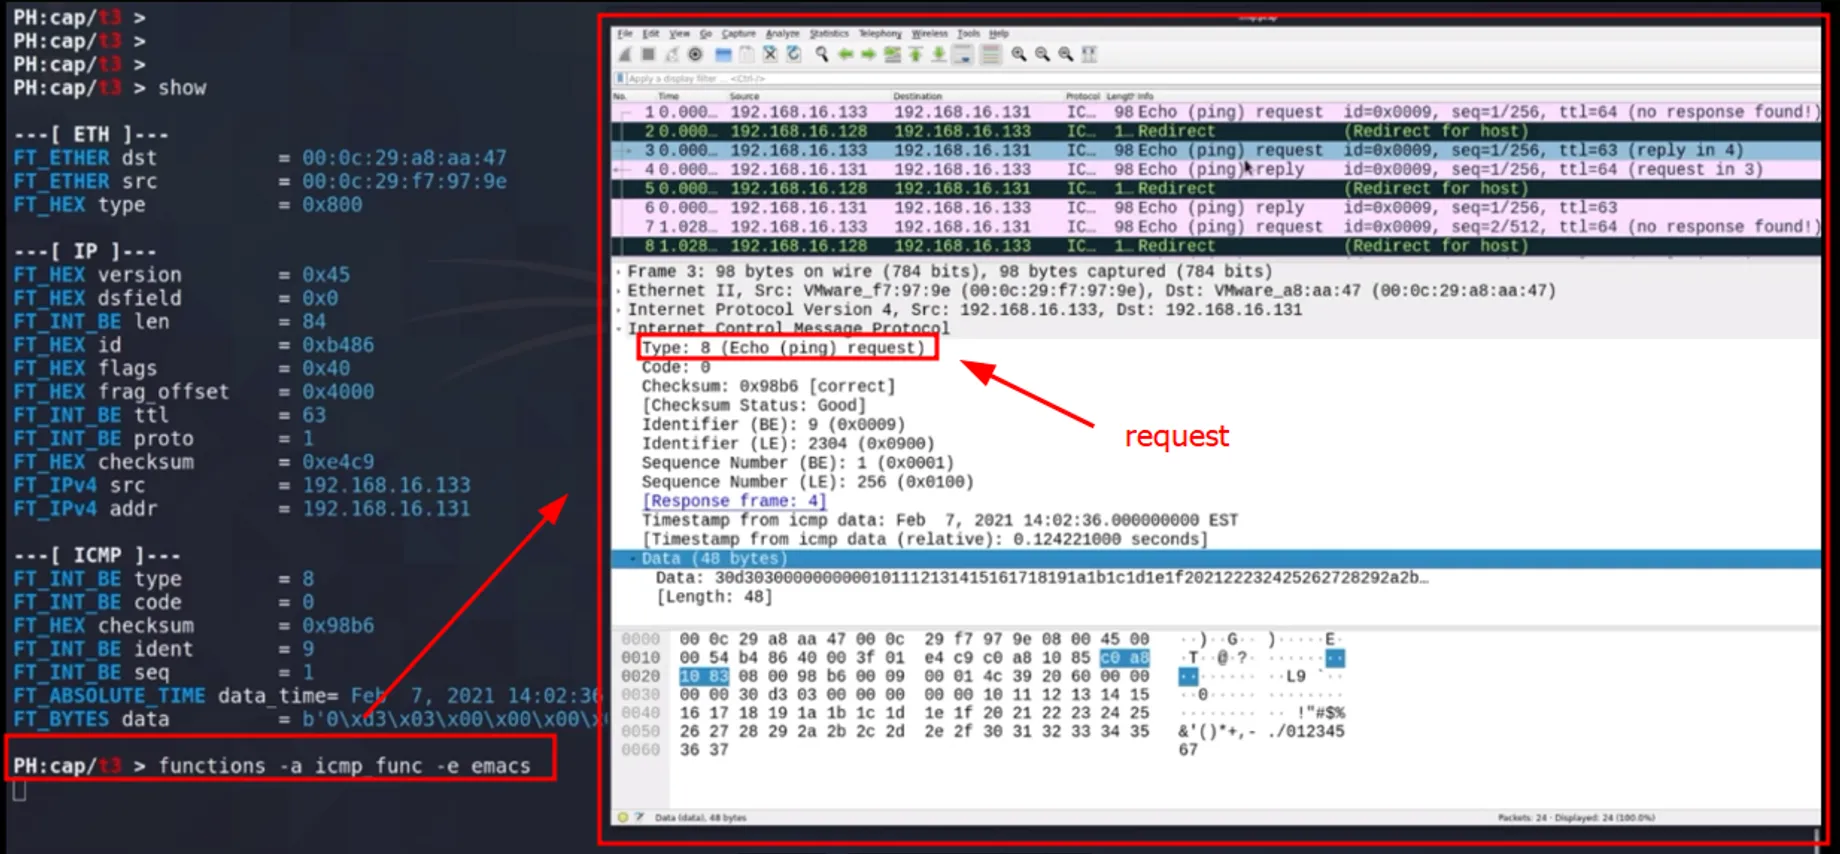 PH:cap/t3 >
PH:cap/t3 >
PH:cap/t3 >
PH:cap/t3 > show
---[ ETH ]---
FT_ETHER dst = 00:0c:29:a8:aa:47
FT_ETHER src = 00:0c:29:f7:97:9e
FT_HEX type = 0x800
---[ IP ]---
FT_HEX version = 0x45
FT_HEX dsfield = 0x0
FT_INT_BE len = 84
FT_HEX id = 0xb486
FT_HEX flags = 0x40
FT_HEX frag_offset = 0x4000
FT_INT_BE ttl = 63
FT_INT_BE proto = 1
FT_HEX checksum = 0xe4c9
FT_IPv4 src = 192.168.16.133
FT_IPv4 addr = 192.168.16.131
---[ ICMP ]---
FT_INT_BE type = 8
FT_INT_BE code = 0
FT_HEX checksum = 0x98b6
FT_INT_BE ident = 9
FT_INT_BE seq = 1
FT_ABSOLUTE_TIME data_time= Feb 7, 2021 14:02:36
FT_BYTES data = b'0\xd3\x03\x00\x00\x00\x
PH:cap/t3 > functions -a icmp_func -e emacs
File Edit View Go Capture Analyze Statistics Telephony Wireless Tools Help
Apply a display filter ... <Ctrl-/>
No. Time Source Destination Protocol Length Info
1 0.000… 192.168.16.133 192.168.16.131 IC… 98 Echo (ping) request id=0x0009, seq=1/256, ttl=64 (no response found!)
2 0.000… 192.168.16.128 192.168.16.133 IC… 1… Redirect (Redirect for host)
3 0.000… 192.168.16.133 192.168.16.131 IC… 98 Echo (ping) request id=0x0009, seq=1/256, ttl=63 (reply in 4)
4 0.000… 192.168.16.131 192.168.16.133 IC… 98 Echo (ping) reply id=0x0009, seq=1/256, ttl=64 (request in 3)
5 0.000… 192.168.16.128 192.168.16.131 IC… 1… Redirect (Redirect for host)
6 0.000… 192.168.16.131 192.168.16.133 IC… 98 Echo (ping) reply id=0x0009, seq=1/256, ttl=63
7 1.028… 192.168.16.133 192.168.16.131 IC… 98 Echo (ping) request id=0x0009, seq=2/512, ttl=64 (no response found!)
8 1.028… 192.168.16.128 192.168.16.133 IC… 1… Redirect (Redirect for host)
Frame 3: 98 bytes on wire (784 bits), 98 bytes captured (784 bits)
Ethernet II, Src: VMware_f7:97:9e (00:0c:29:f7:97:9e), Dst: VMware_a8:aa:47 (00:0c:29:a8:aa:47)
Internet Protocol Version 4, Src: 192.168.16.133, Dst: 192.168.16.131
Internet Control Message Protocol
Type: 8 (Echo (ping) request)
Code: 0
Checksum: 0x98b6 [correct]
[Checksum Status: Good]
request
Identifier (BE): 9 (0x0009)
Identifier (LE): 2304 (0x0900)
Sequence Number (BE): 1 (0x0001)
Sequence Number (LE): 256 (0x0100)
[Response frame: 4]
Timestamp from icmp data: Feb 7, 2021 14:02:36.000000000 EST
[Timestamp from icmp data (relative): 0.124221000 seconds]
Data (48 bytes)
Data: 30d3030000000000101112131415161718191a1b1c1d1e1f202122232425262728292a2b…
[Length: 48]
0000 00 0c 29 a8 aa 47 00 0c 29 f7 97 9e 08 00 45 00 ··)··G·· )·····E·
0010 00 54 b4 86 40 00 3f 01 e4 c9 c0 a8 10 85 c0 a8 ·T··@·?· ········
0020 10 83 08 00 98 b6 00 09 00 01 4c 39 20 60 00 00 ········ ··L9 `··
0030 00 00 30 d3 03 00 00 00 00 00 10 11 12 13 14 15 ··0····· ········
0040 16 17 18 19 1a 1b 1c 1d 1e 1f 20 21 22 23 24 25 ········ ·· !"#$%
0050 26 27 28 29 2a 2b 2c 2d 2e 2f 30 31 32 33 34 35 &'()*+,- ./012345
0060 36 37 67
Data (data), 48 bytes Packets: 24 · Displayed: 24 (100.0%)